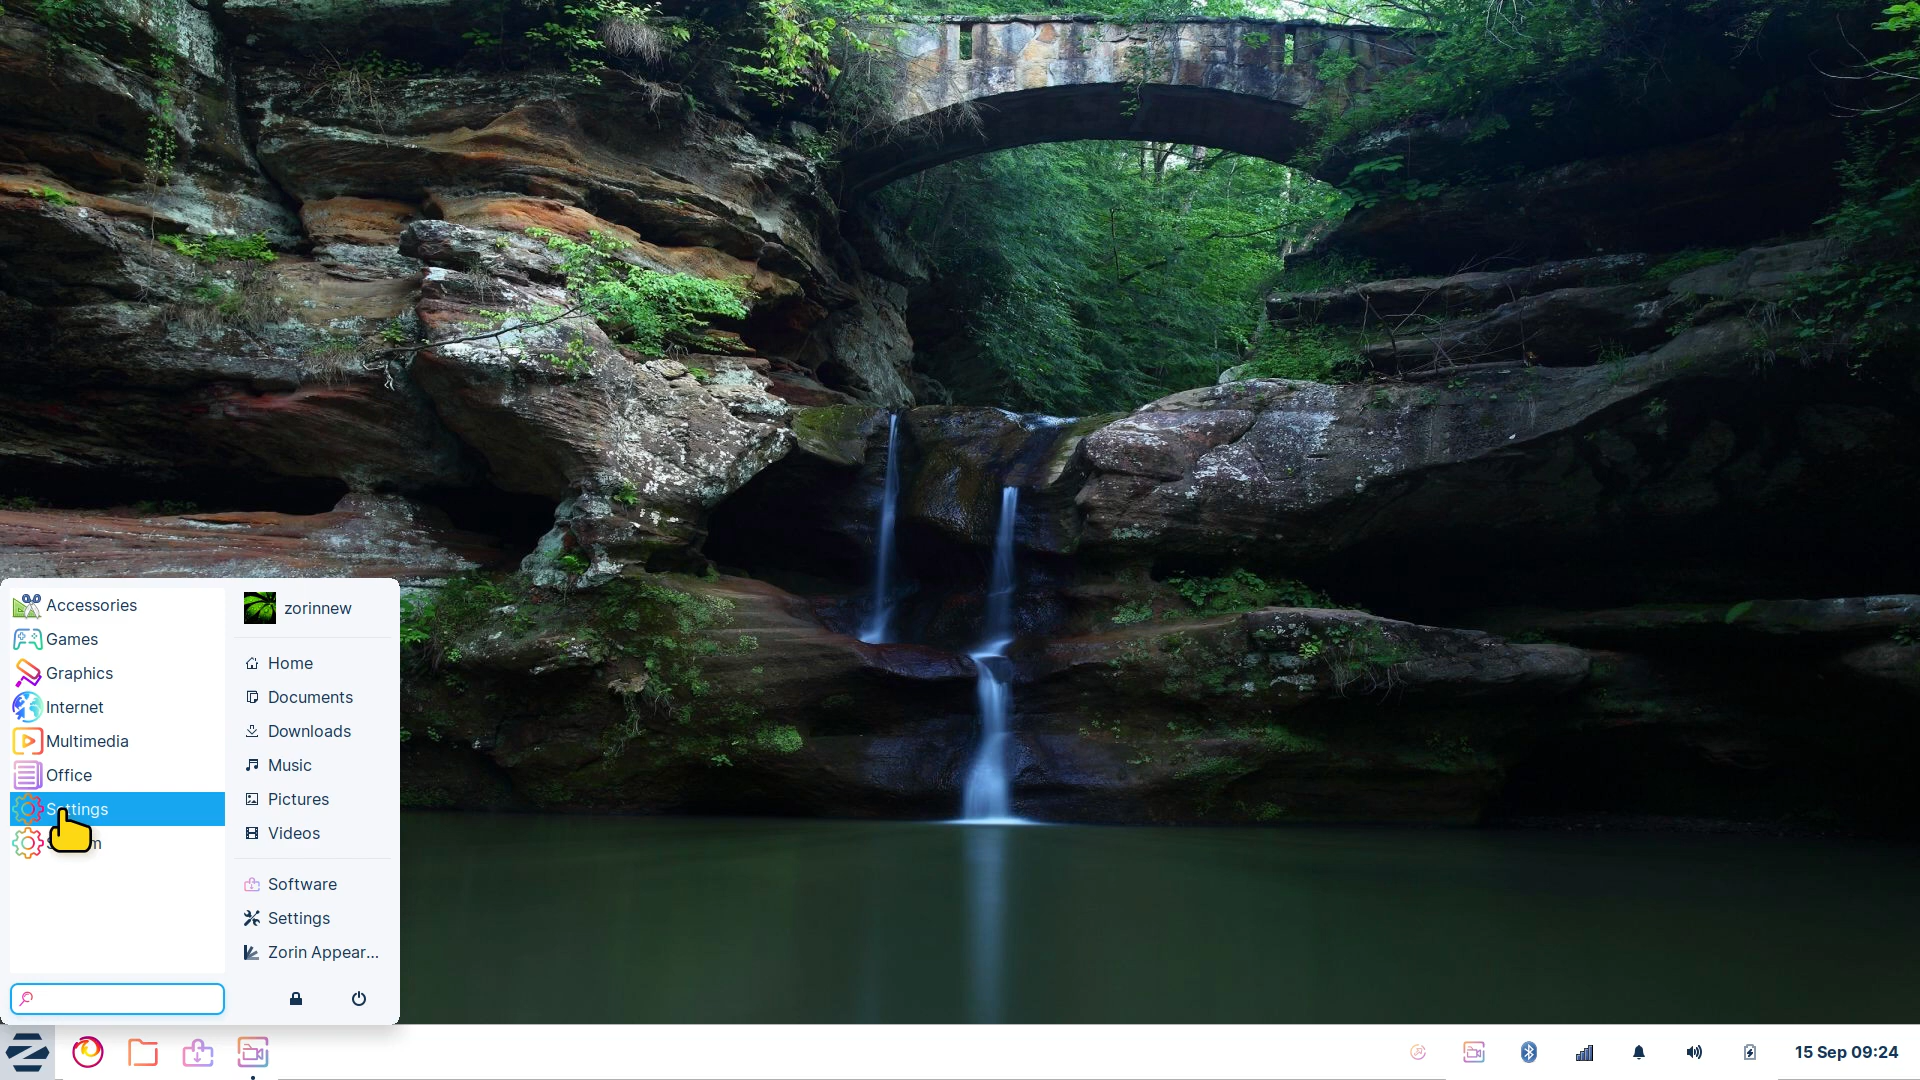 Accessories
Games
Graphics
Internet
Multimedia
Office
Settings
zorinnew
Home
Documents
Downloads
Music
Pictures
Videos
Software
Settings
Zorin Appear...
15 Sep 09:24